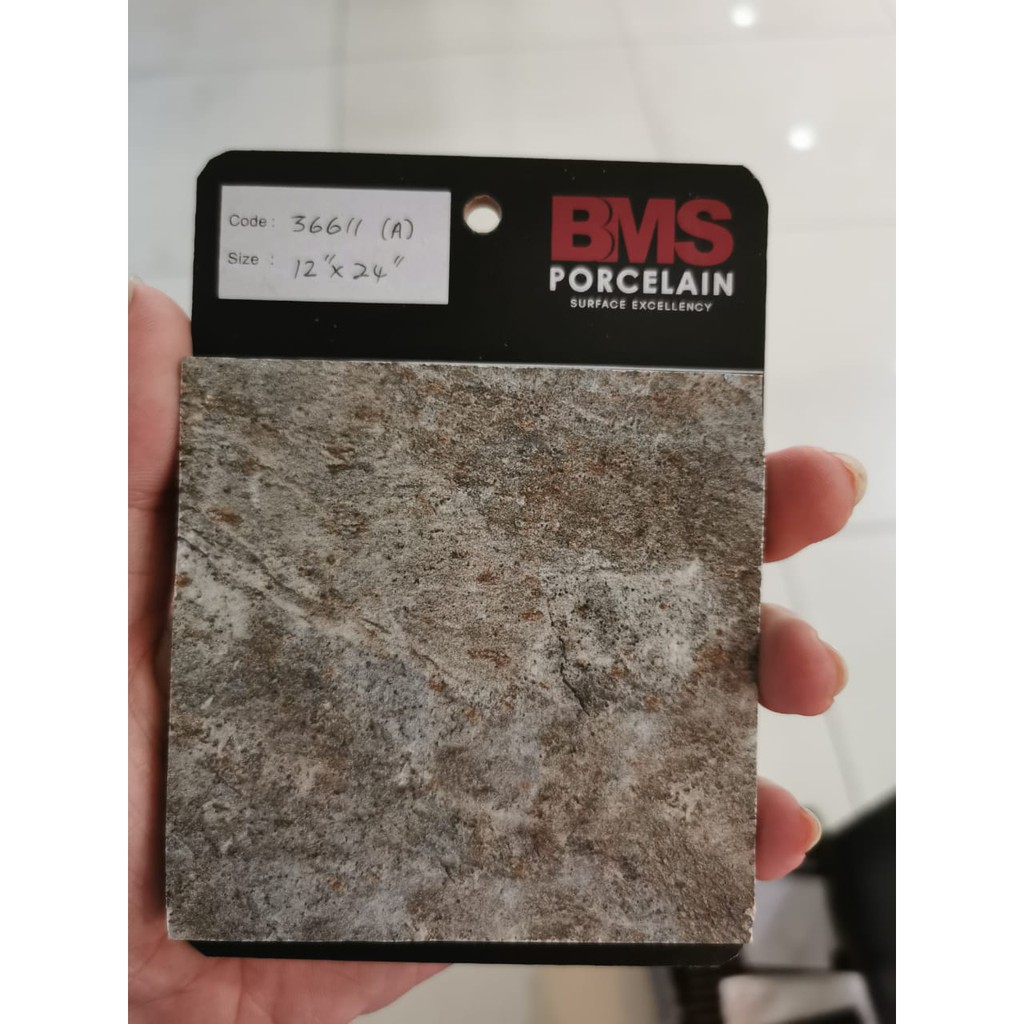 Code : 36611 (A)
Size : 12" x 24"
BMS
PORCELAIN
SURFACE EXCELLENCY